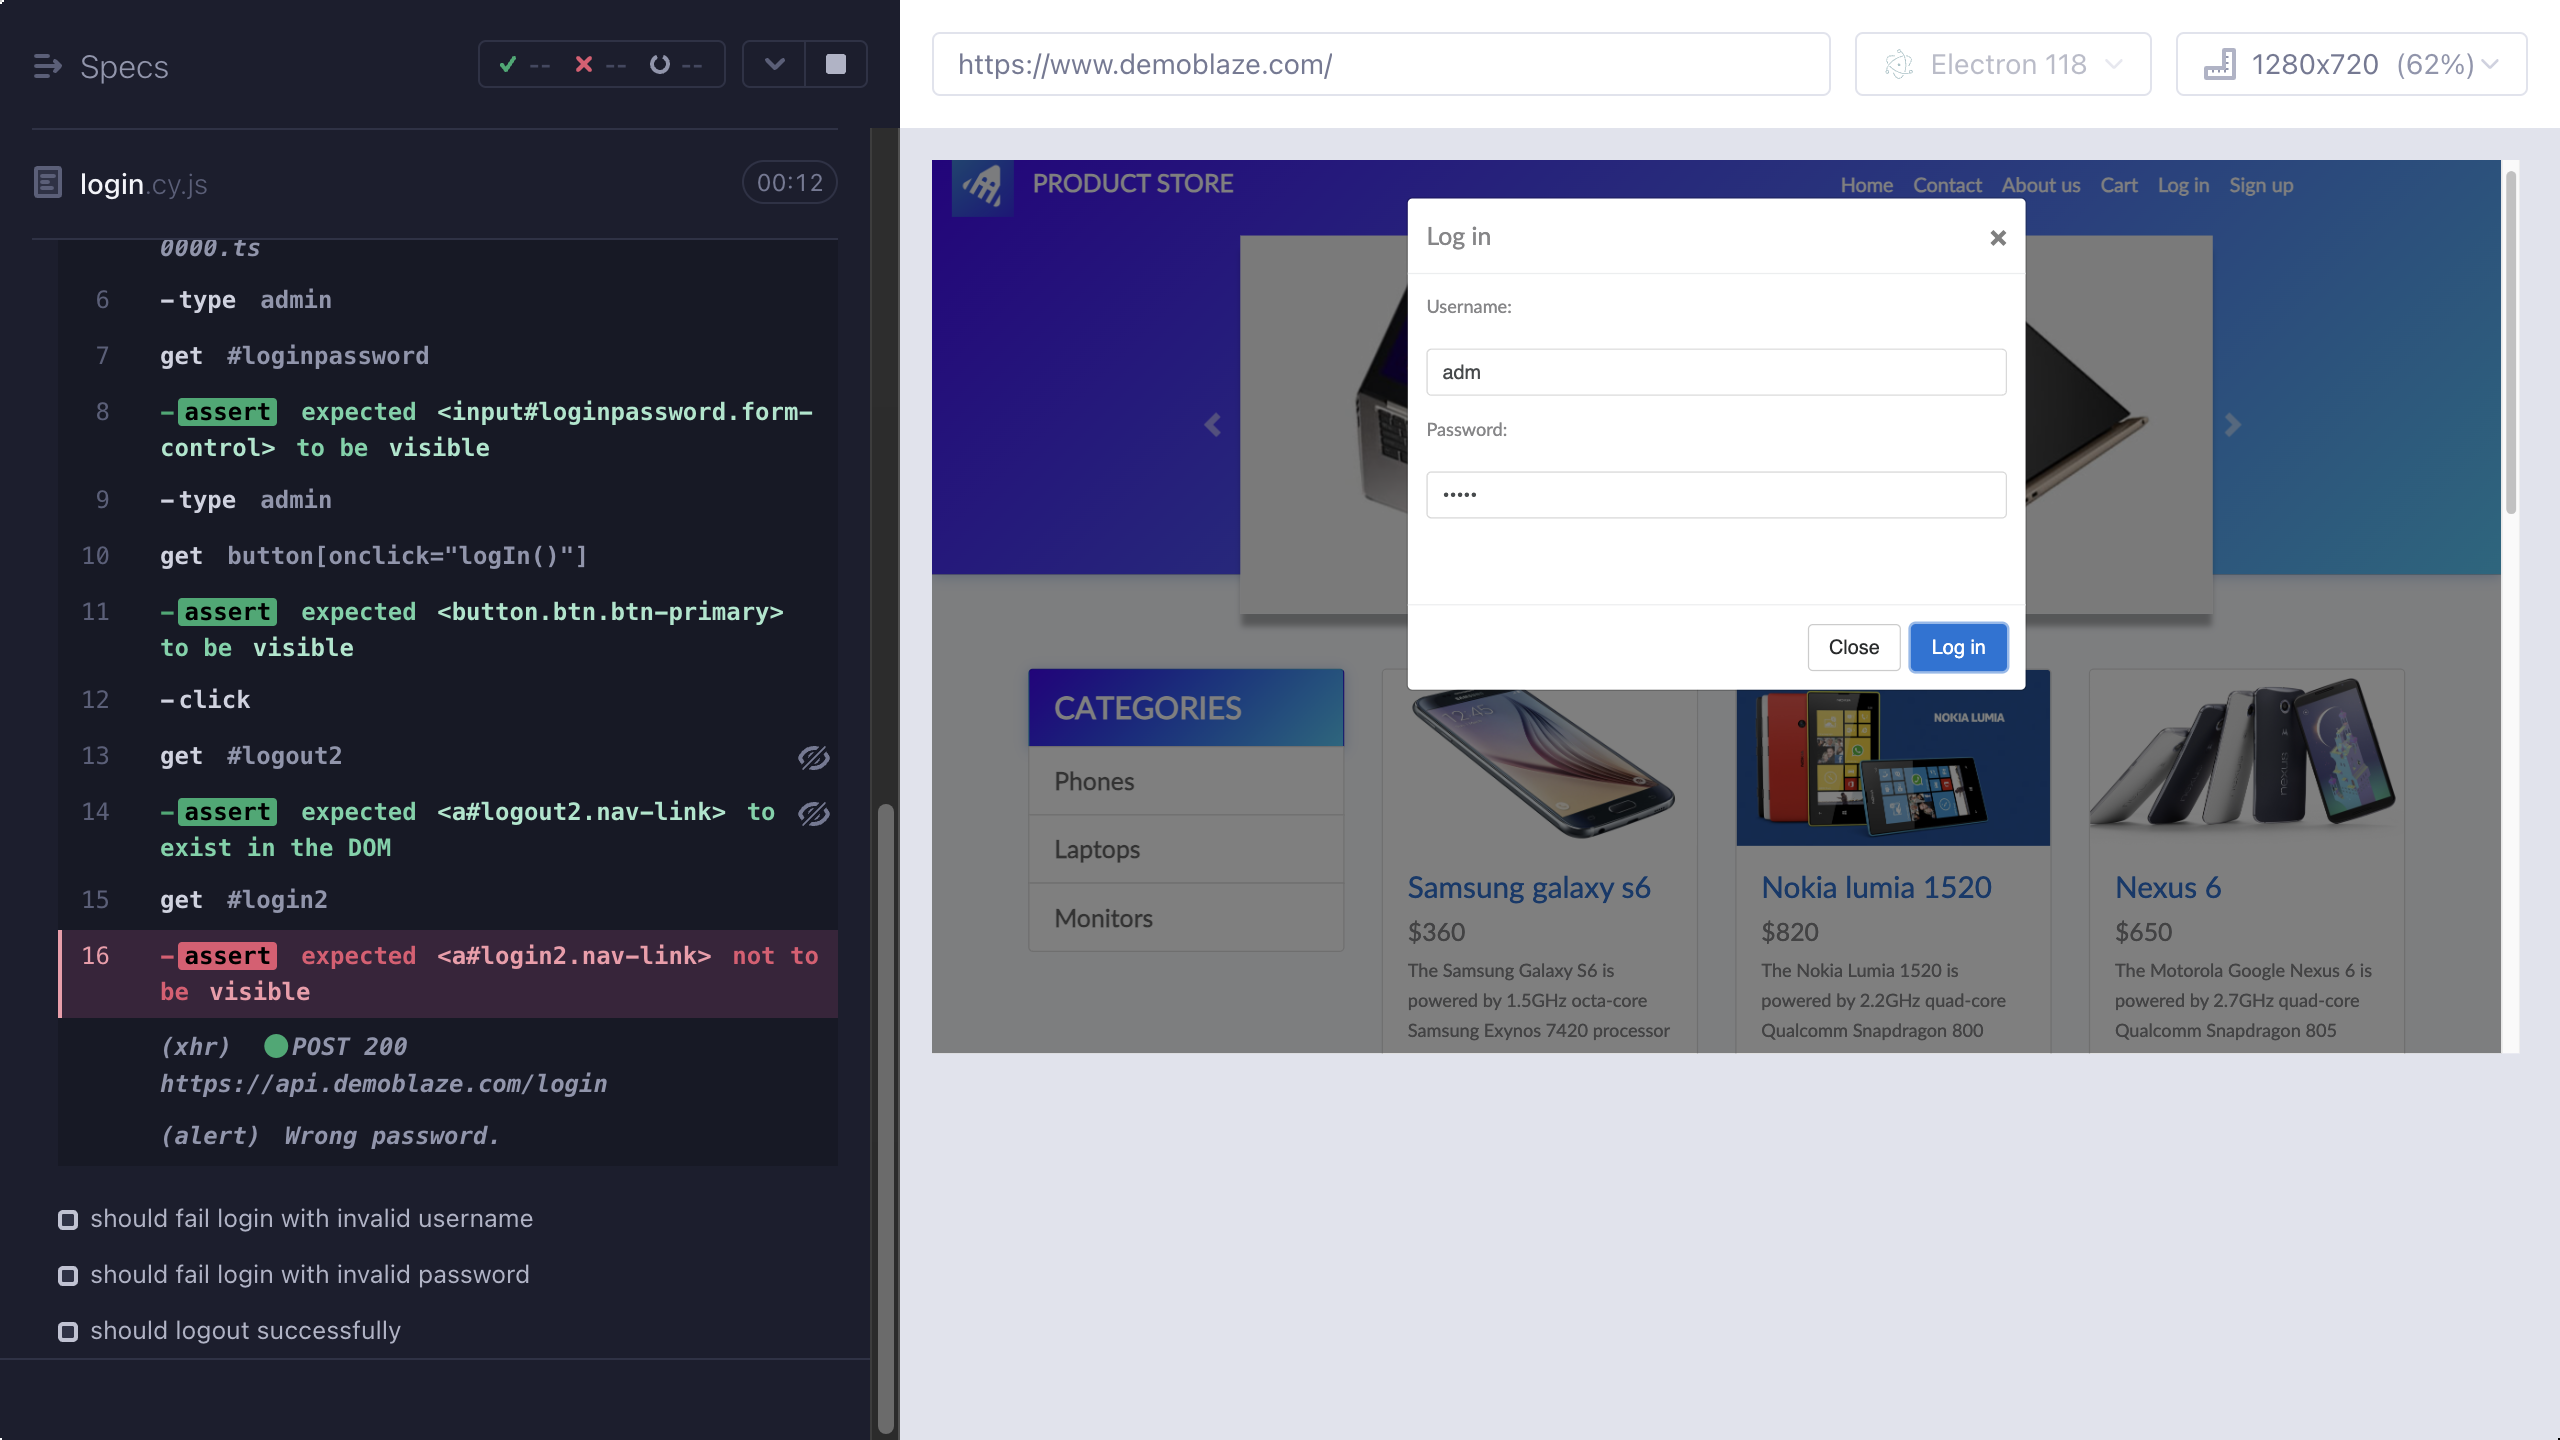 Specs
-- -- --
login.cy.js 00:12
0000.ts
6 -type admin
7 get #loginpassword
8 -assert expected <input#loginpassword.form-
control> to be visible
9 -type admin
10 get button[onclick="logIn()"]
11 -assert expected <button.btn.btn-primary>
to be visible
12 -click
13 get #logout2
14 -assert expected <a#logout2.nav-link> to
exist in the DOM
15 get #login2
16 -assert expected <a#login2.nav-link> not to
be visible
(xhr) POST 200
https://api.demoblaze.com/login
(alert) Wrong password.
should fail login with invalid username
should fail login with invalid password
should logout successfully
https://www.demoblaze.com/
Electron 118
1280x720 (62%)
PRODUCT STORE
Home Contact About us Cart Log in Sign up
Log in
Username:
adm
Password:
•••••
Close Log in
CATEGORIES
Phones
Laptops
Monitors
12:45
Samsung galaxy s6
$360
The Samsung Galaxy S6 is
powered by 1.5GHz octa-core
Samsung Exynos 7420 processor
NOKIA LUMIA
Nokia lumia 1520
$820
The Nokia Lumia 1520 is
powered by 2.2GHz quad-core
Qualcomm Snapdragon 800
nexus
Nexus 6
$650
The Motorola Google Nexus 6 is
powered by 2.7GHz quad-core
Qualcomm Snapdragon 805